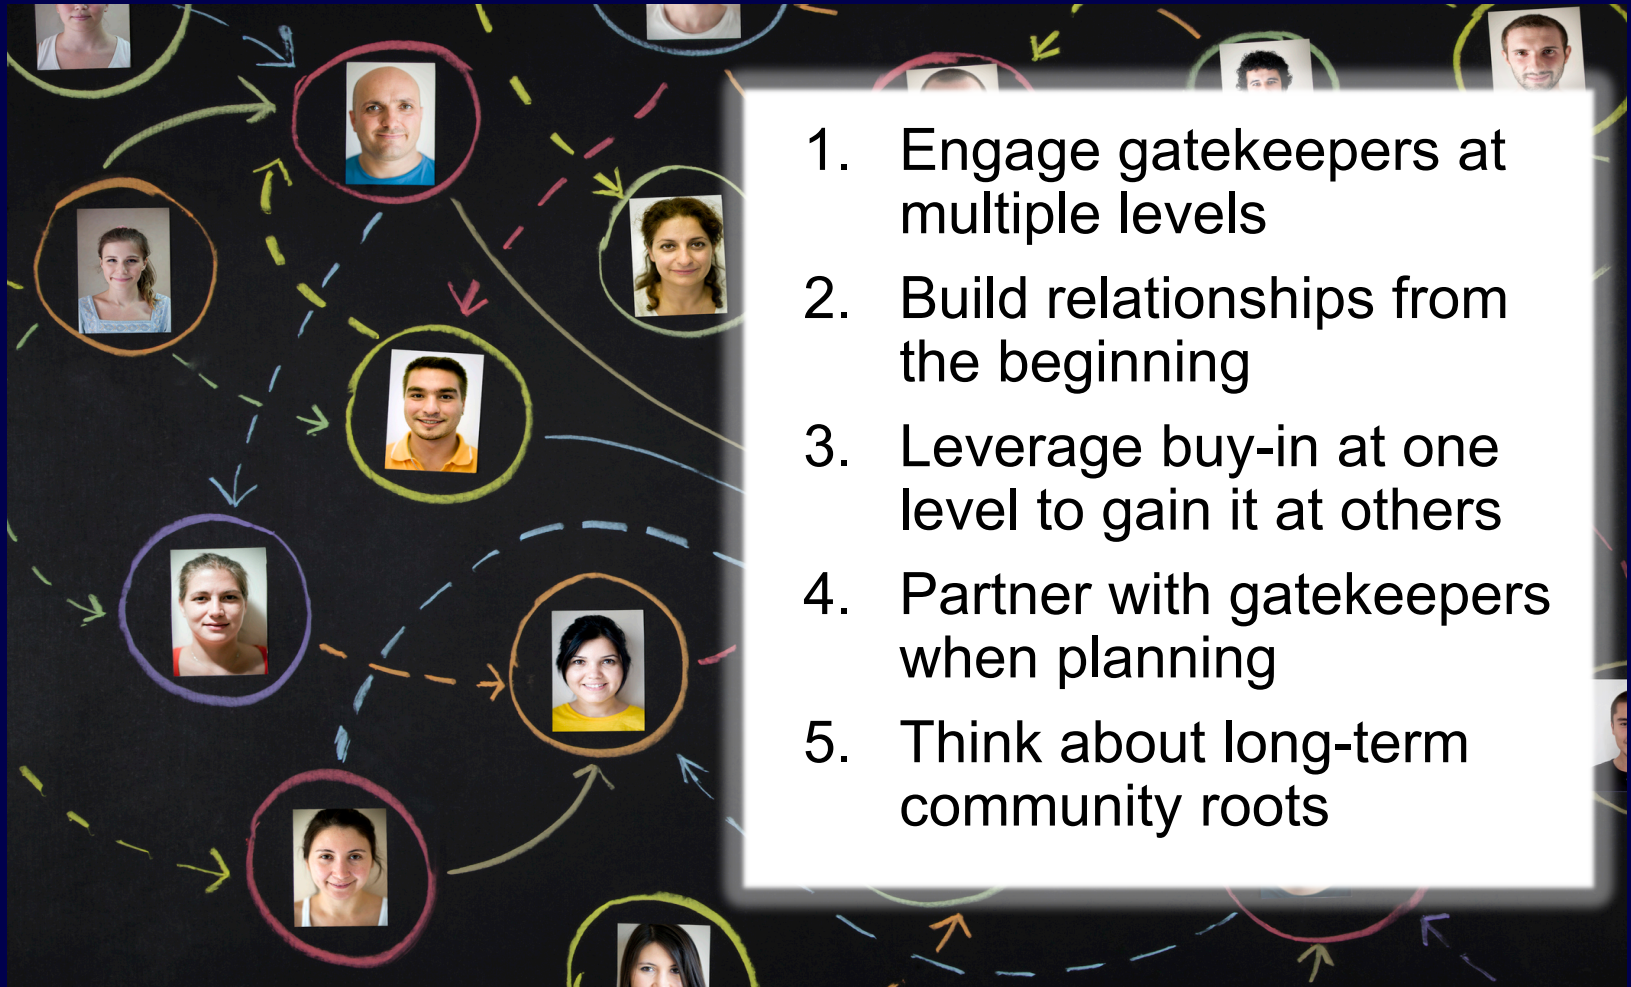 1. Engage gatekeepers at
multiple levels
2. Build relationships from
the beginning
3. Leverage buy-in at one
level to gain it at others
4. Partner with gatekeepers
when planning
5. Think about long-term
community roots